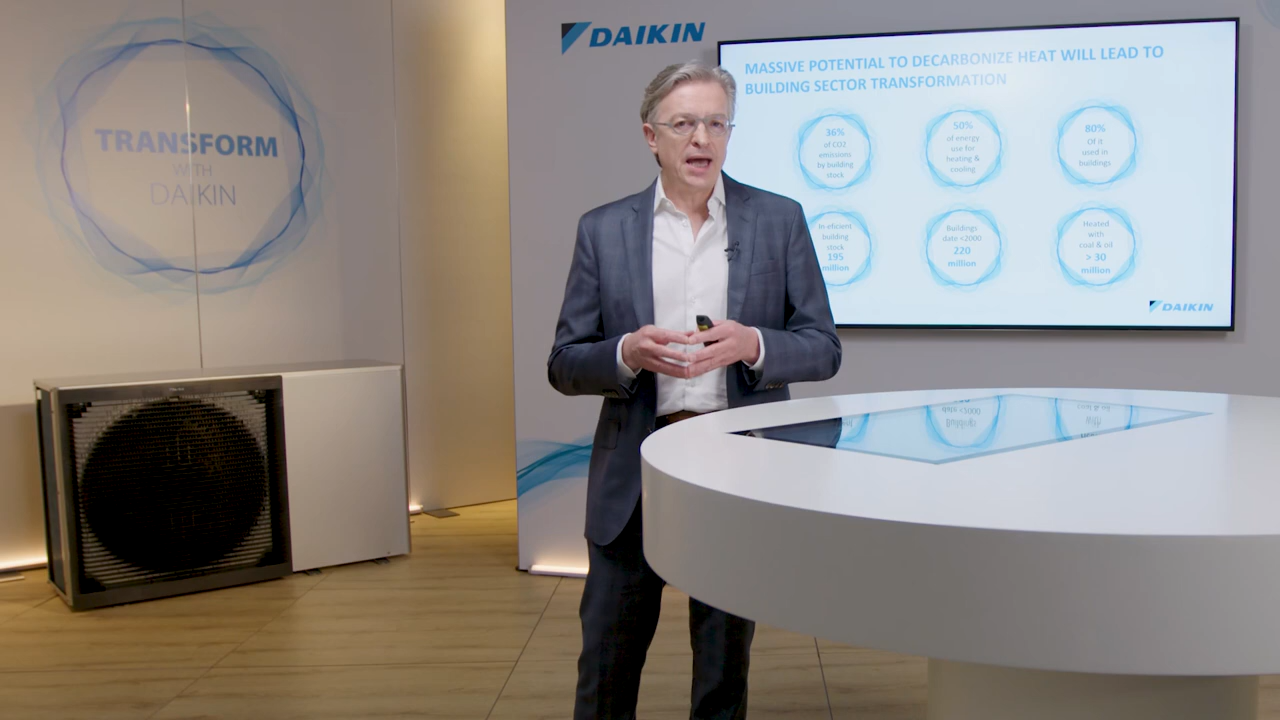 TRANSFORM
WITH
DAIKIN
DAIKIN
MASSIVE POTENTIAL TO DECARBONIZE HEAT WILL LEAD TO
BUILDING SECTOR TRANSFORMATION
36%
of CO2
emissions
by building
stock
50%
of energy
use for
heating &
cooling
80%
Of it
used in
buildings
In-eficient
building
stock
195
million
Buildings
date <2000
220
million
Heated
with
coal & oil
> 30
million
DAIKIN